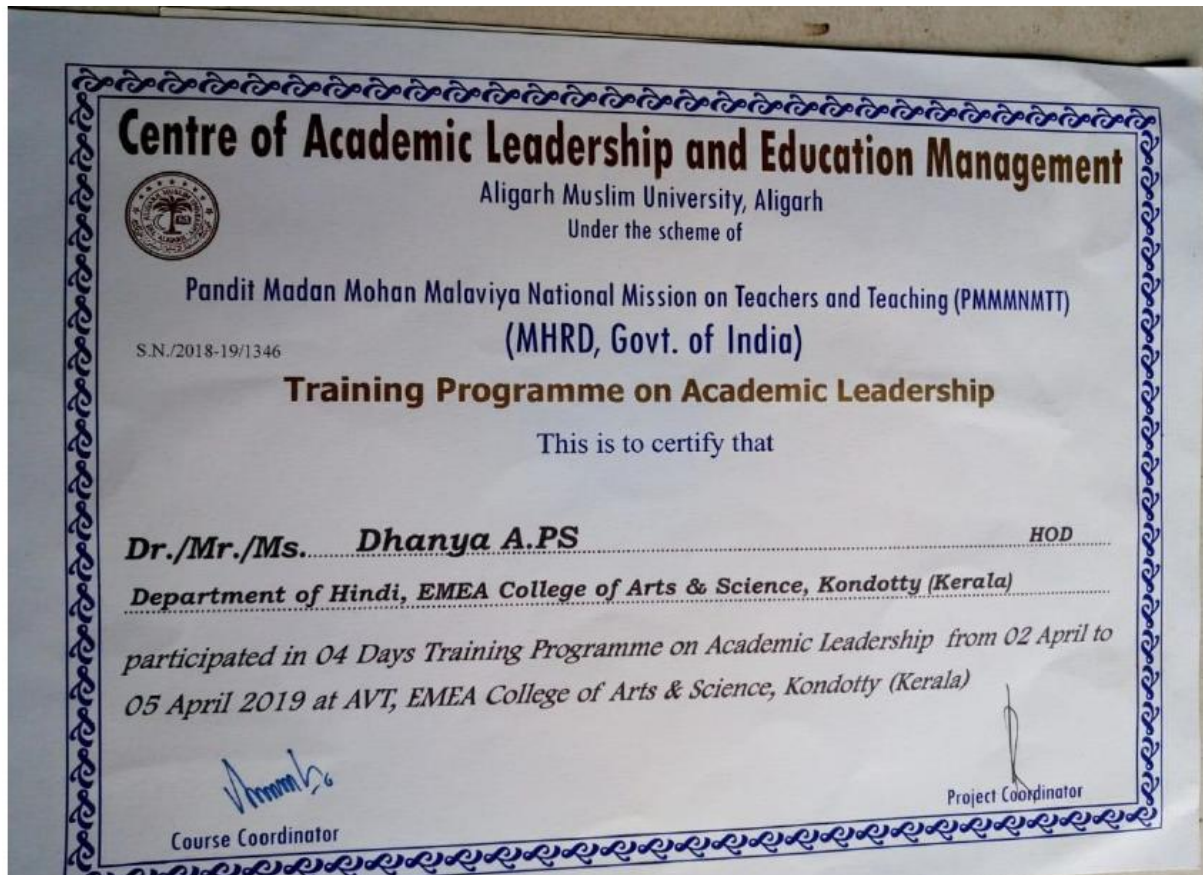 Centre of Academic Leadership and Education Management
Aligarh Muslim University, Aligarh
Under the scheme of
Pandit Madan Mohan Malaviya National Mission on Teachers and Teaching (PMMMNMTT)
S.N./2018-19/1346
(MHRD, Govt. of India)
Training Programme on Academic Leadership
This is to certify that
Dr./Mr./Ms..... Dhanya A.PS HOD
Department of Hindi, EMEA College of Arts & Science, Kondotty (Kerala)
participated in 04 Days Training Programme on Academic Leadership from 02 April to
05 April 2019 at AVT, EMEA College of Arts & Science, Kondotty (Kerala)
Course Coordinator
Project Coordinator